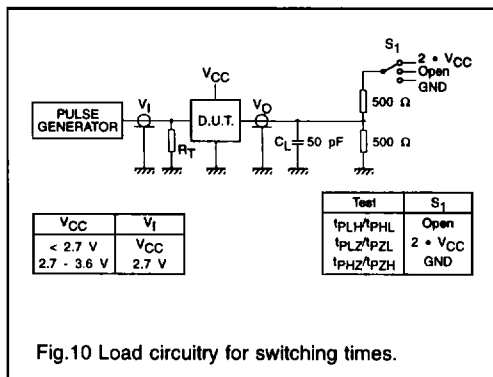 S1
2 • VCC
Open
GND
VCC
PULSE
GENERATOR
VI
D.U.T.
VO
500 Ω
RT
CL
50 pF
500 Ω
VCC VI
< 2.7 V VCC
2.7 - 3.6 V 2.7 V
Test S1
tPLH/tPHL Open
tPLZ/tPZL 2 • VCC
tPHZ/tPZH GND
Fig.10 Load circuitry for switching times.